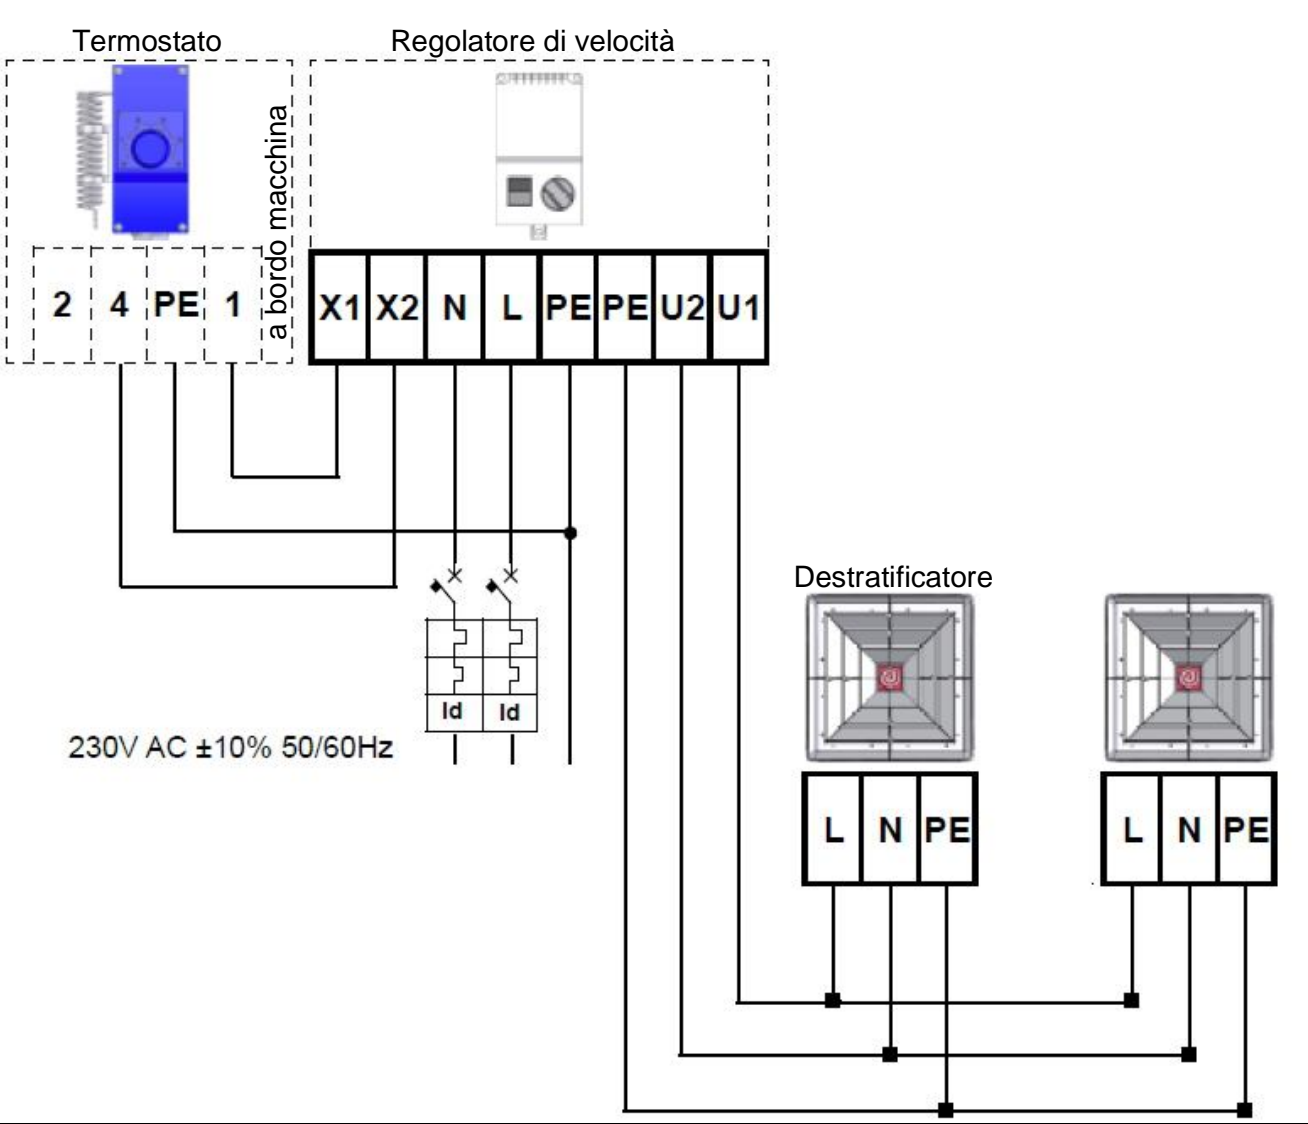 Termostato
Regolatore di velocità
a bordo macchina
2 4 PE 1
X1 X2 N L PE PE U2 U1
Destratificatore
Id Id
230V AC ±10% 50/60Hz
L N PE
L N PE